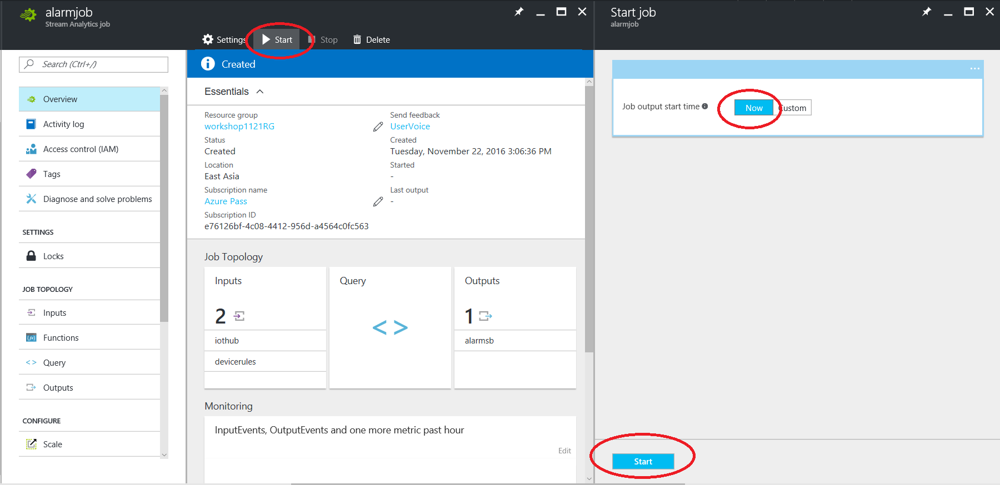 alarmjob
Stream Analytics job
Settings
Start
Stop
Delete
Search (Ctrl+/)
Overview
Activity log
Access control (IAM)
Tags
Diagnose and solve problems
SETTINGS
Locks
JOB TOPOLOGY
Inputs
Functions
Query
Outputs
CONFIGURE
Scale
Created
Essentials
Resource group
workshop1121RG
Status
Created
Location
East Asia
Subscription name
Azure Pass
Subscription ID
e76126bf-4c08-4412-956d-a4564c0fc563
Send feedback
UserVoice
Created
Tuesday, November 22, 2016 3:06:36 PM
Started
-
Last output
-
Job Topology
Inputs
2
iothub
devicerules
Query
< >
Outputs
1
alarmsb
Monitoring
InputEvents, OutputEvents and one more metric past hour
Edit
Start job
alarmjob
...
Job output start time
Now
Custom
Start